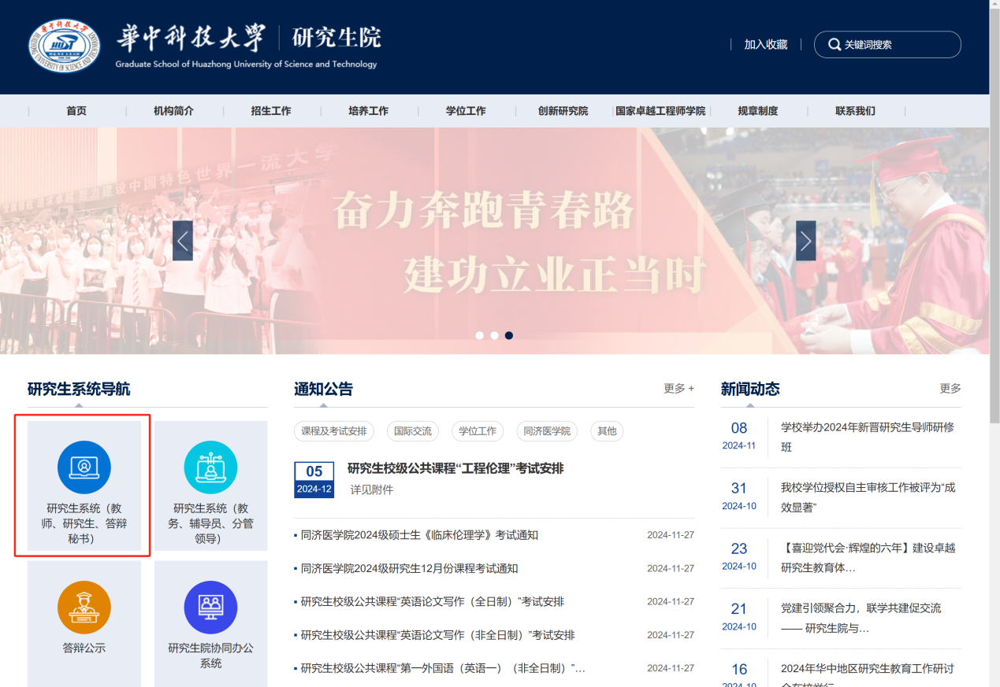 華中科技大学
研究生院
Graduate School of Huazhong University of Science and Technology
加入收藏
关键词搜索
首页
机构简介
招生工作
培养工作
学位工作
创新研究院
国家卓越工程师学院
规章制度
联系我们
建设中国特色世界一流大学
奋力奔跑青春路
建功立业正当时
研究生系统导航
研究生系统（教
师、研究生、答辩
秘书）
研究生系统（教
务、辅导员、分管
领导）
答辩公示
研究生院协同办公
系统
通知公告
更多 +
课程及考试安排
国际交流
学位工作
同济医学院
其他
05
2024-12
研究生校级公共课程“工程伦理”考试安排
详见附件
同济医学院2024级硕士生《临床伦理学》考试通知
2024-11-27
同济医学院2024级研究生12月份课程考试通知
2024-11-27
研究生校级公共课程“英语论文写作（全日制）”考试安排
2024-11-27
研究生校级公共课程“英语论文写作（非全日制）”考试安排
2024-11-27
研究生校级公共课程“第一外国语（英语一）（非全日制）”…
2024-11-27
新闻动态
更多
08
2024-11
学校举办2024年新晋研究生导师研修
班
31
2024-10
我校学位授权自主审核工作被评为“成
效显著”
23
2024-10
【喜迎党代会·辉煌的六年】建设卓越
研究生教育体…
21
2024-10
党建引领聚合力，联学共建促交流
—— 研究生院与…
16
2024-10
2024年华中地区研究生教育工作研讨
会在校举行